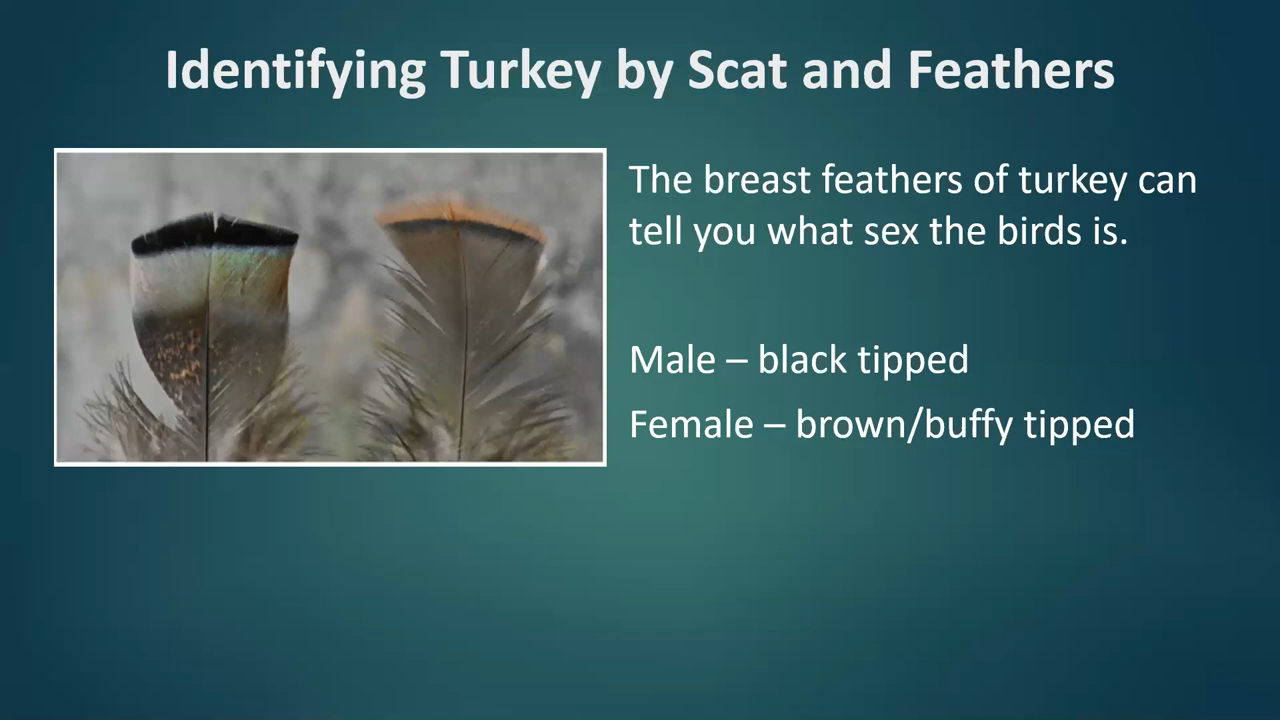 Identifying Turkey by Scat and Feathers
The breast feathers of turkey can
tell you what sex the birds is.
Male – black tipped
Female – brown/buffy tipped